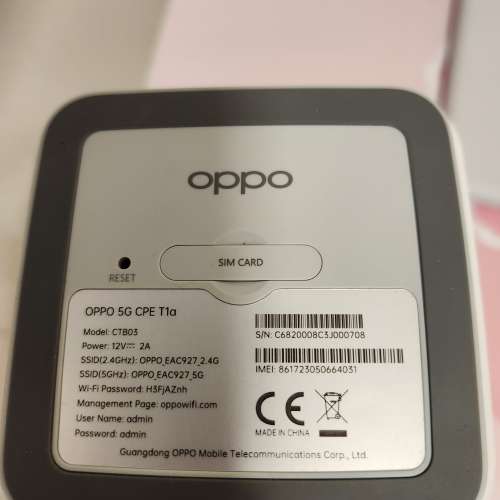 oppo
SIM CARD
RESET
OPPO 5G CPE T1a
Model: CTB03
Power: 12V⎓ 2A
SSID(2.4GHz): OPPO_EAC927_2.4G
SSID(5GHz): OPPO_EAC927_5G
Wi-Fi Password: H3FjAZnh
Management Page: oppowifi.com
User Name: admin
Password: admin
S/N: C6820008C3J000708
IMEI: 861723050664031
CE
MADE IN CHINA
Guangdong OPPO Mobile Telecommunications Corp., Ltd.